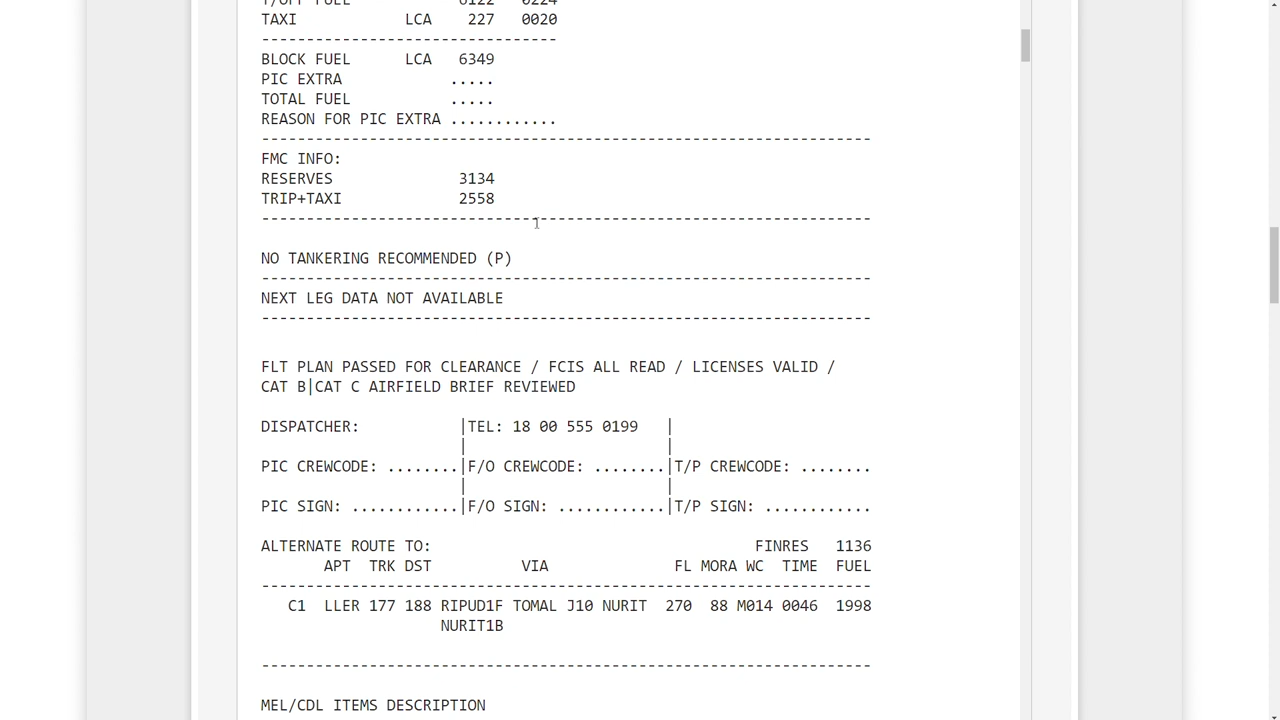 T/OFF FUEL 6122 0224
TAXI LCA 227 0020
--------------------------------
BLOCK FUEL LCA 6349
PIC EXTRA .....
TOTAL FUEL .....
REASON FOR PIC EXTRA ............
--------------------------------------------------------------------
FMC INFO:
RESERVES 3134
TRIP+TAXI 2558
--------------------------------------------------------------------
NO TANKERING RECOMMENDED (P)
--------------------------------------------------------------------
NEXT LEG DATA NOT AVAILABLE
--------------------------------------------------------------------
FLT PLAN PASSED FOR CLEARANCE / FCIS ALL READ / LICENSES VALID /
CAT B|CAT C AIRFIELD BRIEF REVIEWED
DISPATCHER: |TEL: 18 00 555 0199 |
| |
PIC CREWCODE: ........|F/O CREWCODE: ........|T/P CREWCODE: ........
| |
PIC SIGN: ............|F/O SIGN: ............|T/P SIGN: ............
ALTERNATE ROUTE TO: FINRES 1136
APT TRK DST VIA FL MORA WC TIME FUEL
--------------------------------------------------------------------
C1 LLER 177 188 RIPUD1F TOMAL J10 NURIT 270 88 M014 0046 1998
NURIT1B
--------------------------------------------------------------------
MEL/CDL ITEMS DESCRIPTION